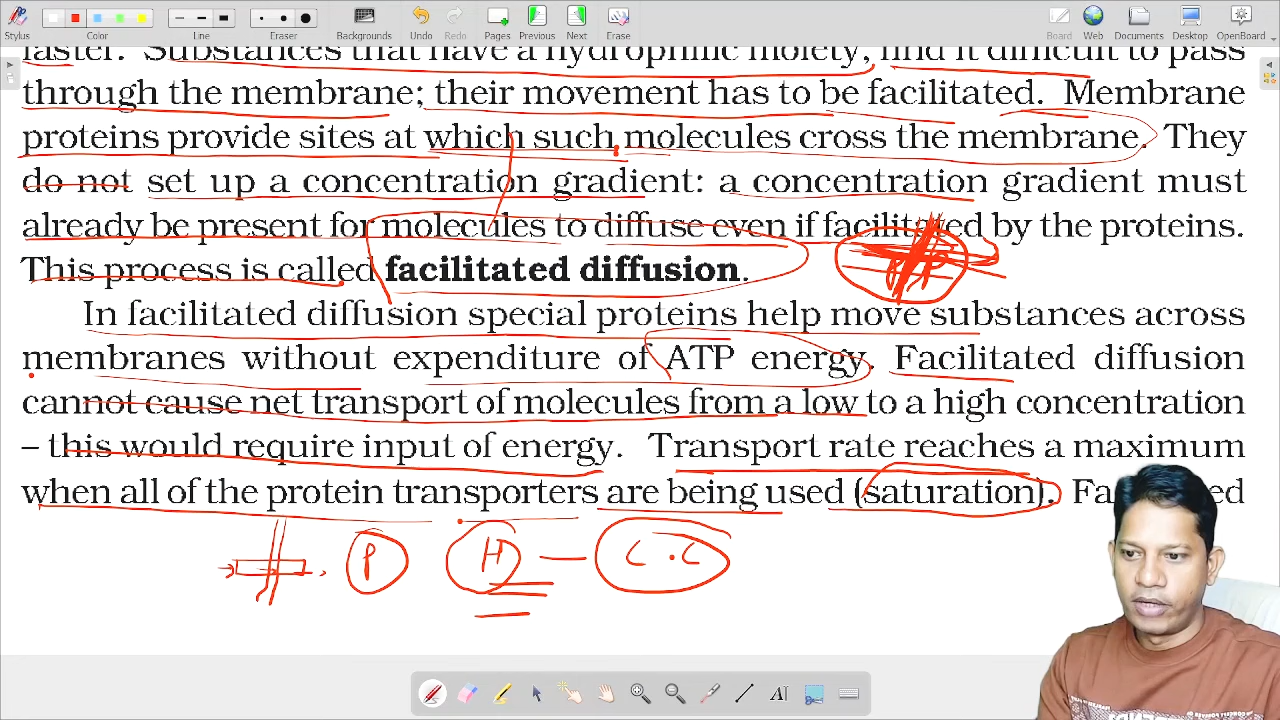 Stylus
Color
Line
Eraser
Backgrounds
Undo
Redo
Pages
Previous
Next
Erase
Board
Web
Documents
Desktop
OpenBoard
faster. Substances that have a hydrophilic moiety, find it difficult to pass
through the membrane; their movement has to be facilitated. Membrane
proteins provide sites at which such molecules cross the membrane. They
do not set up a concentration gradient: a concentration gradient must
already be present for molecules to diffuse even if facilitated by the proteins.
This process is called facilitated diffusion.
In facilitated diffusion special proteins help move substances across
membranes without expenditure of ATP energy. Facilitated diffusion
cannot cause net transport of molecules from a low to a high concentration
– this would require input of energy. Transport rate reaches a maximum
when all of the protein transporters are being used (saturation).
P H — L . L